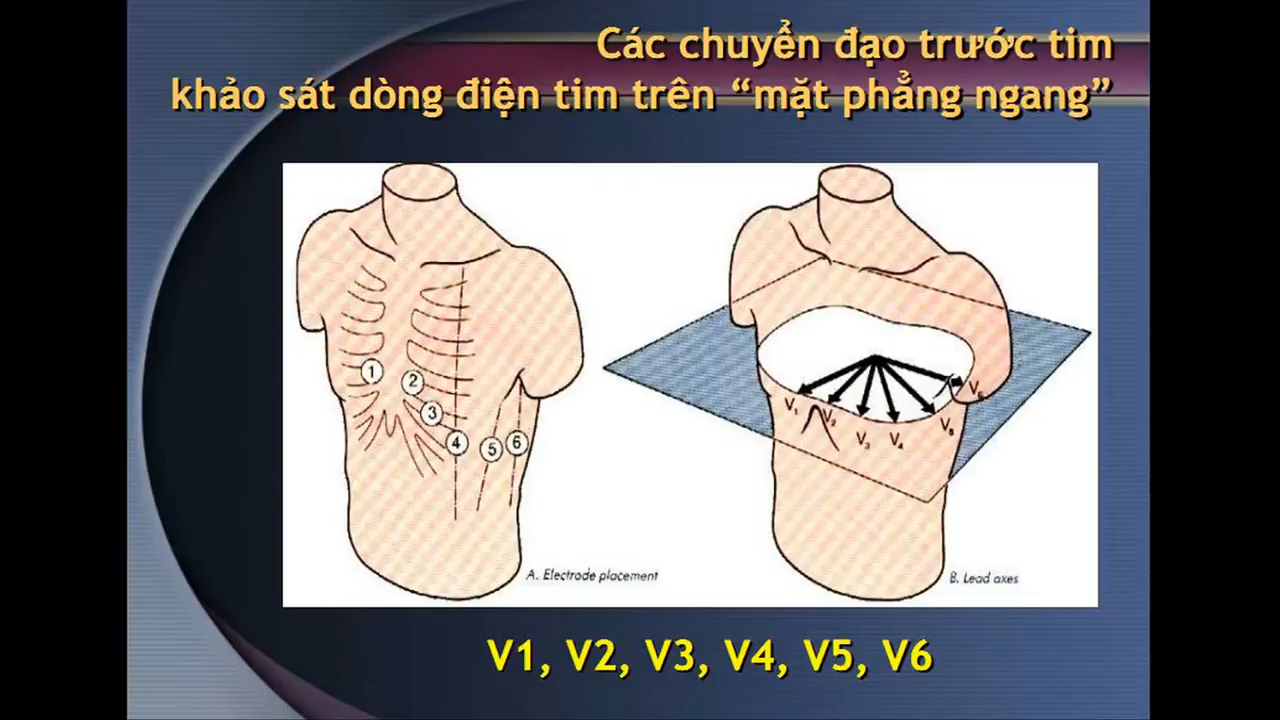 Các chuyển đạo trước tim
khảo sát dòng điện tim trên “mặt phẳng ngang”
1
2
3
4
5
6
A. Electrode placement
V1
V2
V3
V4
V5
V6
B. Lead axes
V1, V2, V3, V4, V5, V6